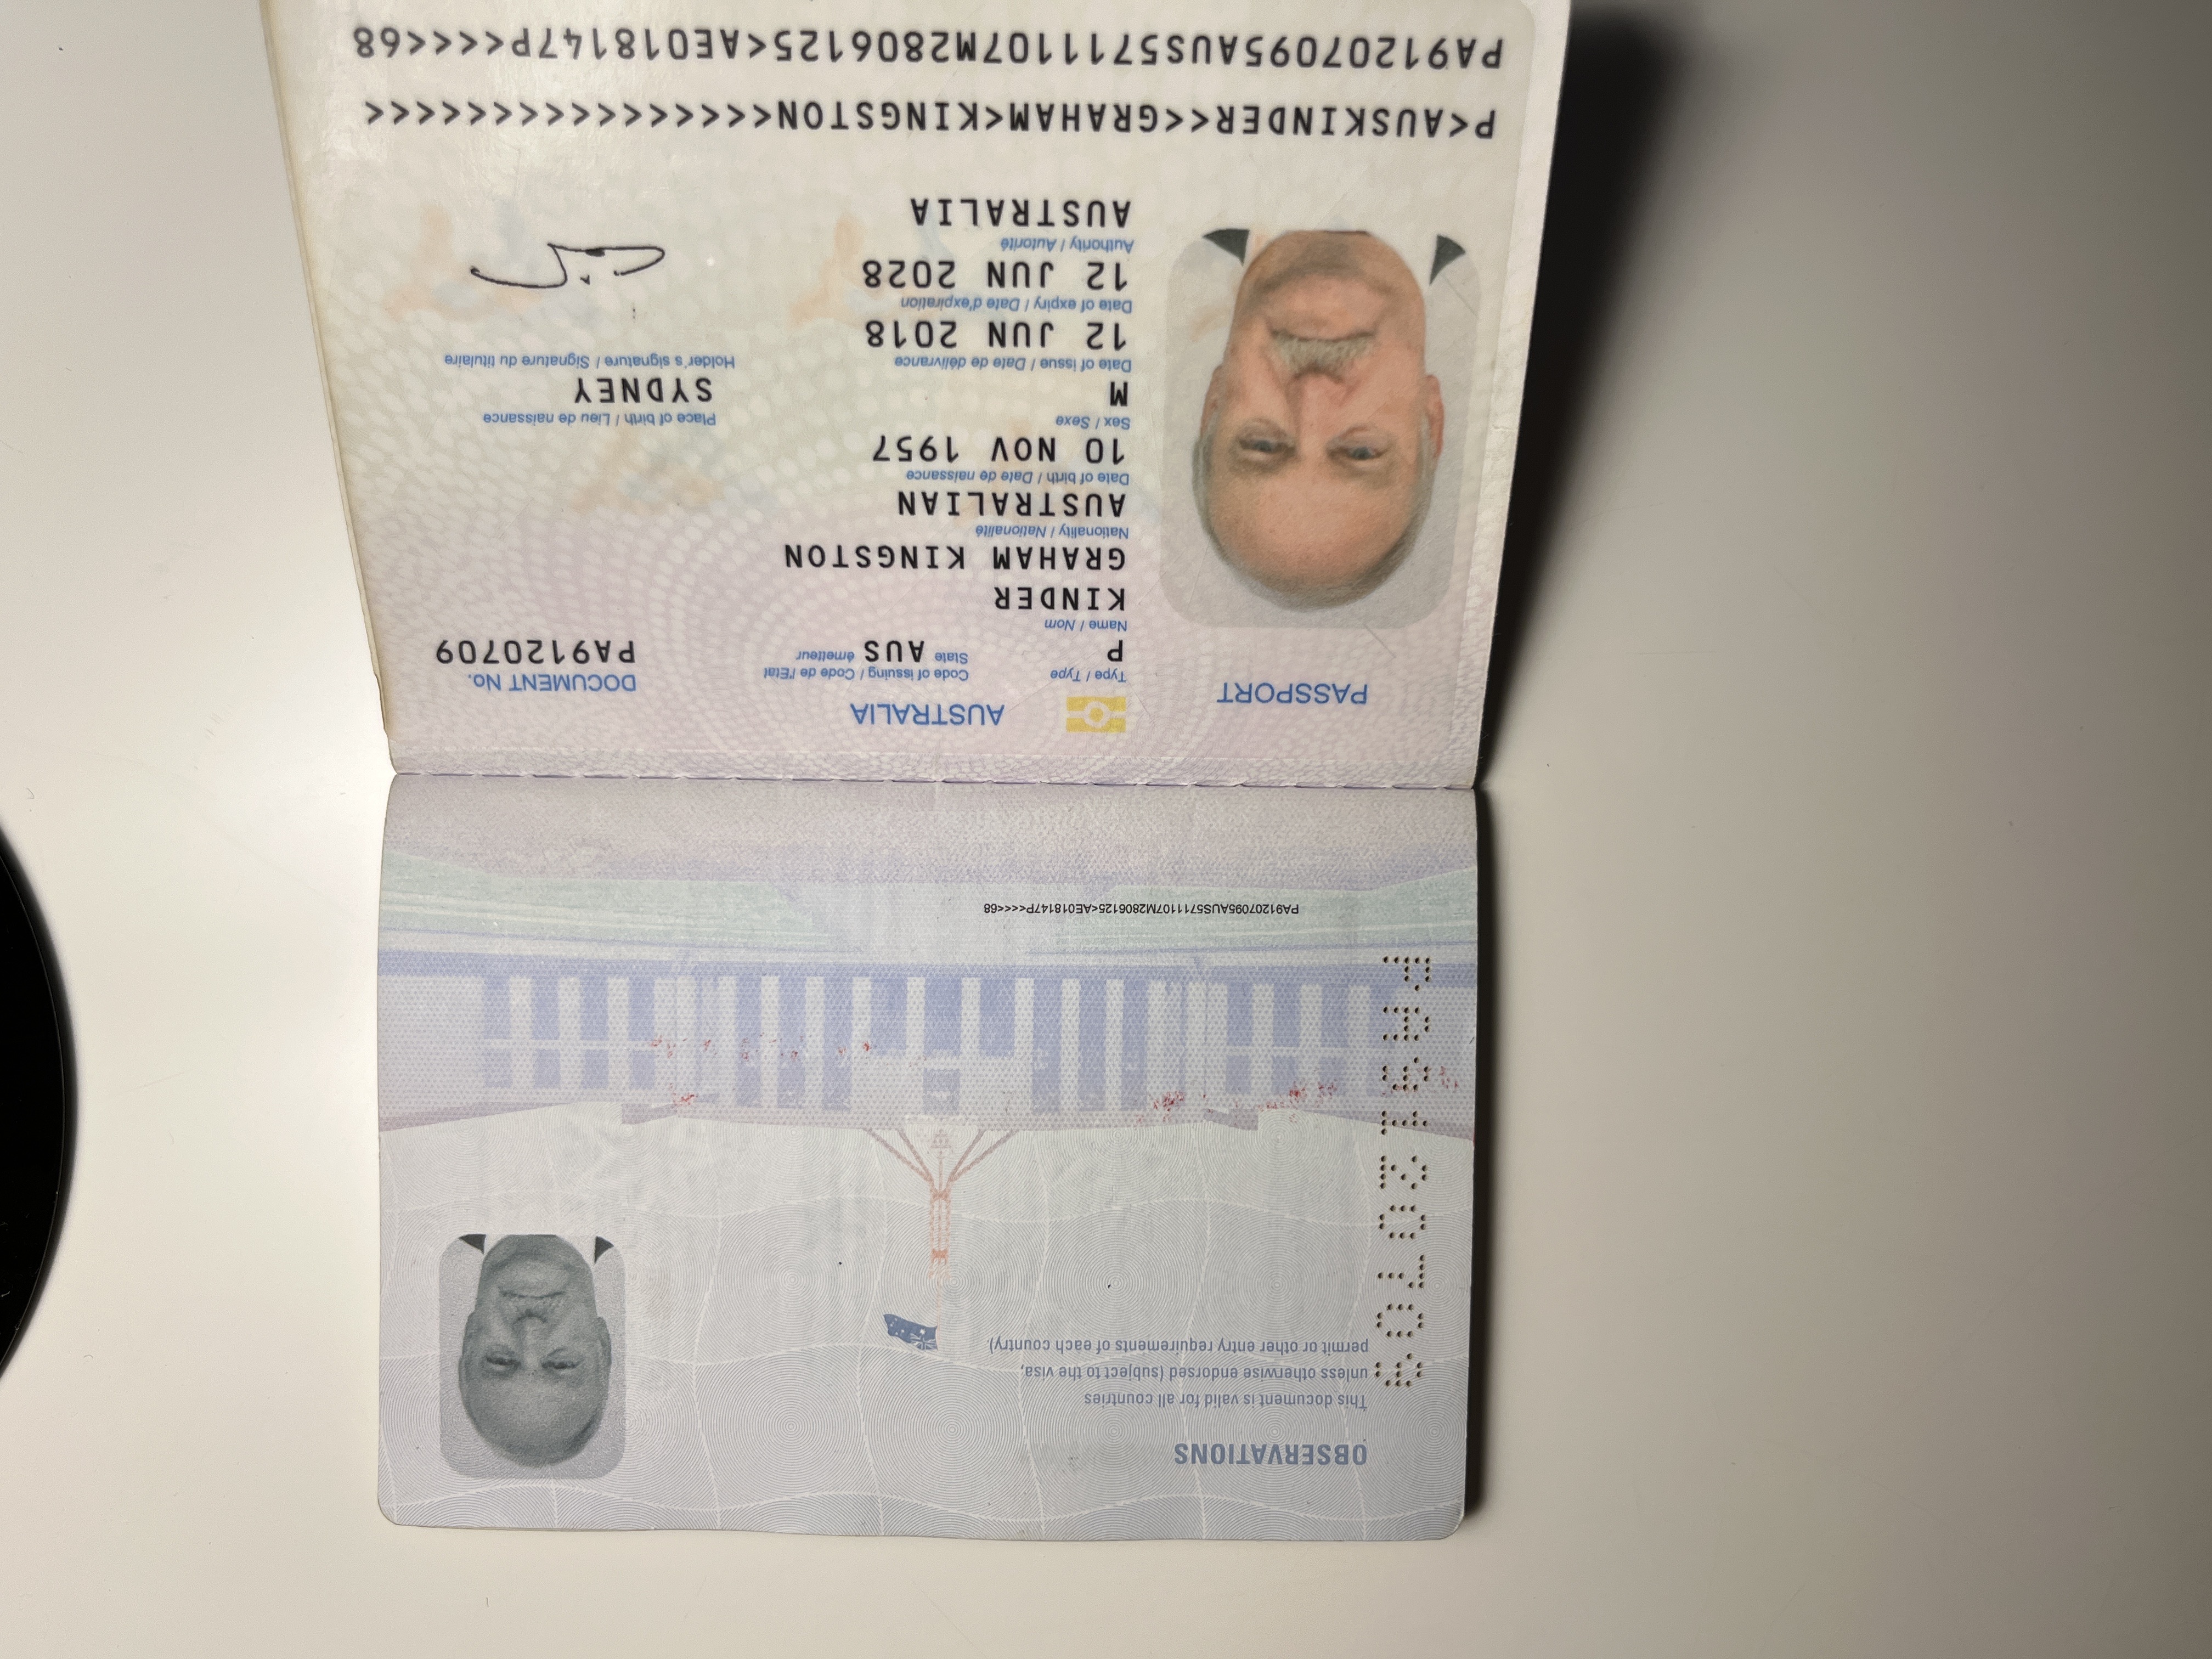 OBSERVATIONS
This document is valid for all countries
unless otherwise endorsed (subject to the visa,
permit or other entry requirements of each country).
PA9120709
PA91207095AUS5711107M2806125<AE018147P<<<<68
PASSPORT
AUSTRALIA
Type / Type
P
Code of issuing / Code de l'Etat
State AUS émetteur
DOCUMENT No.
PA9120709
Name / Nom
KINDER
GRAHAM KINGSTON
Nationality / Nationalité
AUSTRALIAN
Date of birth / Date de naissance
10 NOV 1957
Sex / Sexe
M
Place of birth / Lieu de naissance
SYDNEY
Date of issue / Date de délivrance
12 JUN 2018
Holder's signature / Signature du titulaire
Date of expiry / Date d'expiration
12 JUN 2028
Authority / Autorité
AUSTRALIA
P<AUSKINDER<<GRAHAM<KINGSTON<<<<<<<<<<<<<<<<
PA91207095AUS5711107M2806125<AE018147P<<<<68